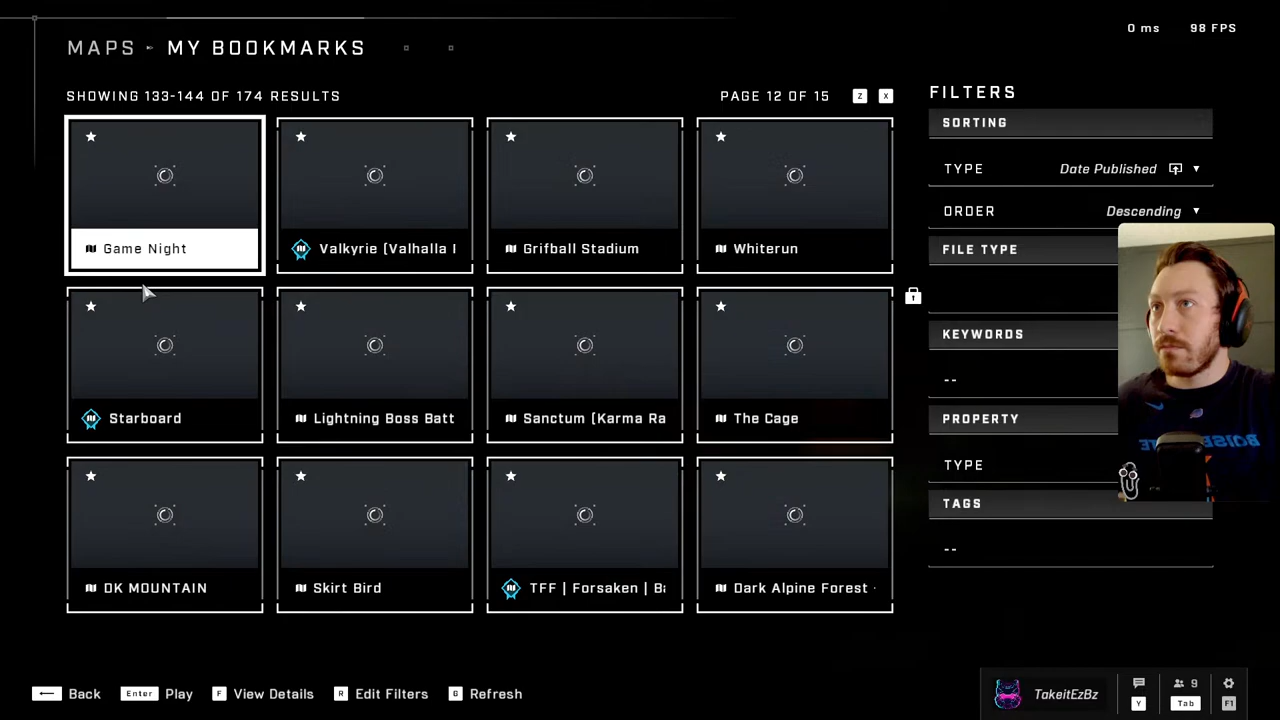 0 ms 98 FPS
MAPS MY BOOKMARKS
SHOWING 133-144 OF 174 RESULTS
PAGE 12 OF 15 Z X
Game Night
Valkyrie (Valhalla
Grifball Stadium
Whiterun
Starboard
Lightning Boss Batt
Sanctum (Karma Ra
The Cage
DK MOUNTAIN
Skirt Bird
TFF | Forsaken | Ba
Dark Alpine Forest
FILTERS
SORTING
TYPE Date Published
ORDER Descending
FILE TYPE
KEYWORDS
--
PROPERTY
TYPE
TAGS
--
Back Enter Play F View Details R Edit Filters G Refresh
TakeitEzBz
9
Y Tab F1